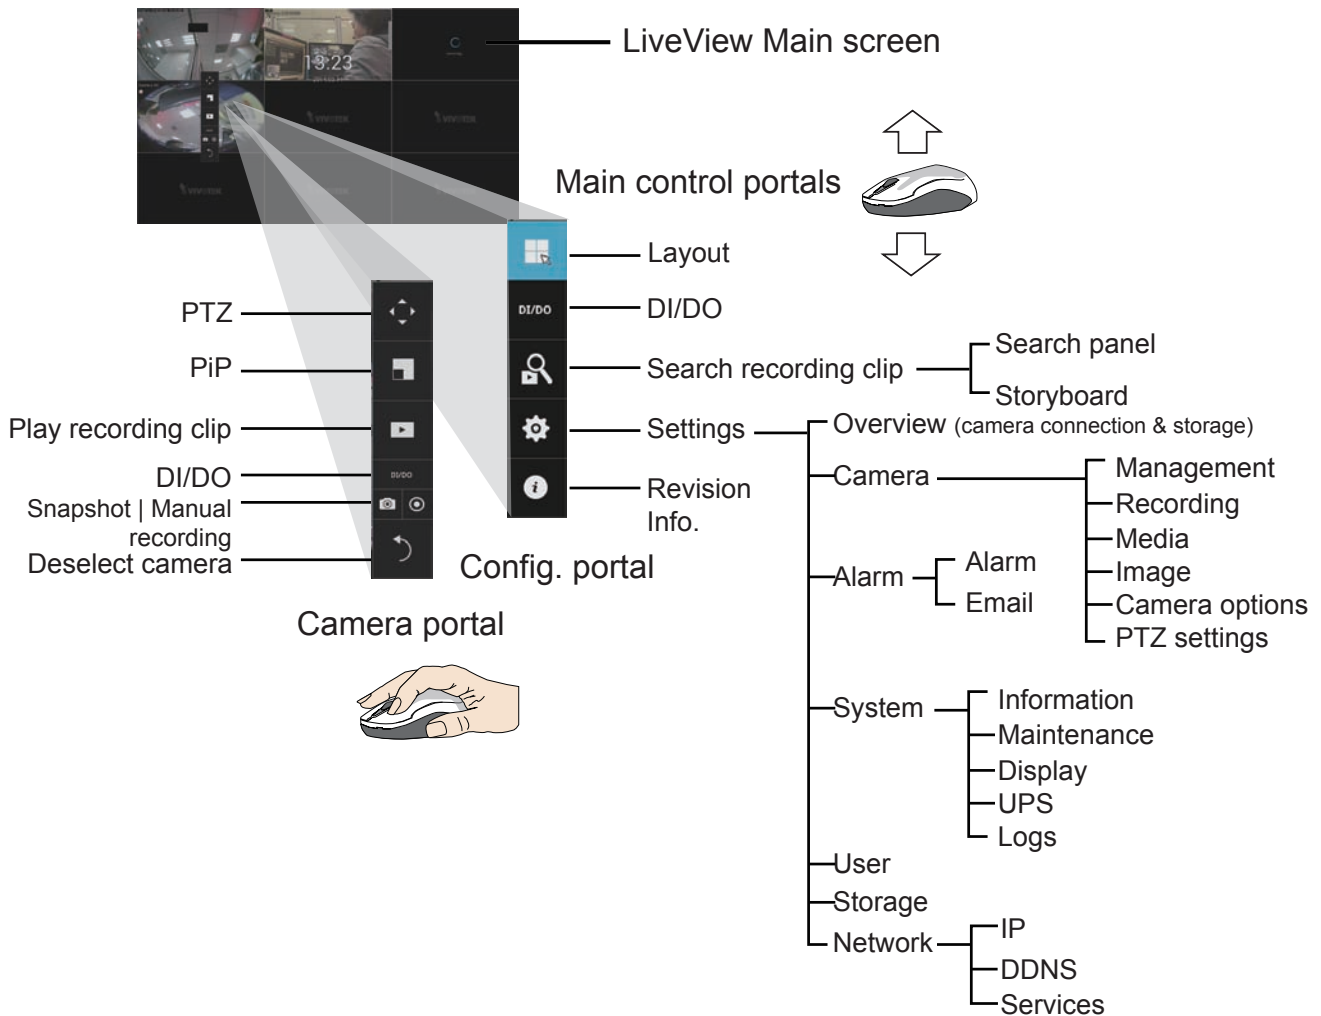 LiveView Main screen
13:23
VIVOTEK
VIVOTEK
VIVOTEK
Main control portals
Layout
DI/DO
DI/DO
Search recording clip
Search panel
Storyboard
Settings
Overview (camera connection & storage)
Revision
Info.
Camera
Management
Recording
Media
Image
Camera options
PTZ settings
Alarm
Alarm
Email
System
Information
Maintenance
Display
UPS
Logs
User
Storage
Network
IP
DDNS
Services
Config. portal
PTZ
PiP
Play recording clip
DI/DO
DI/DO
Snapshot | Manual
recording
Deselect camera
Camera portal